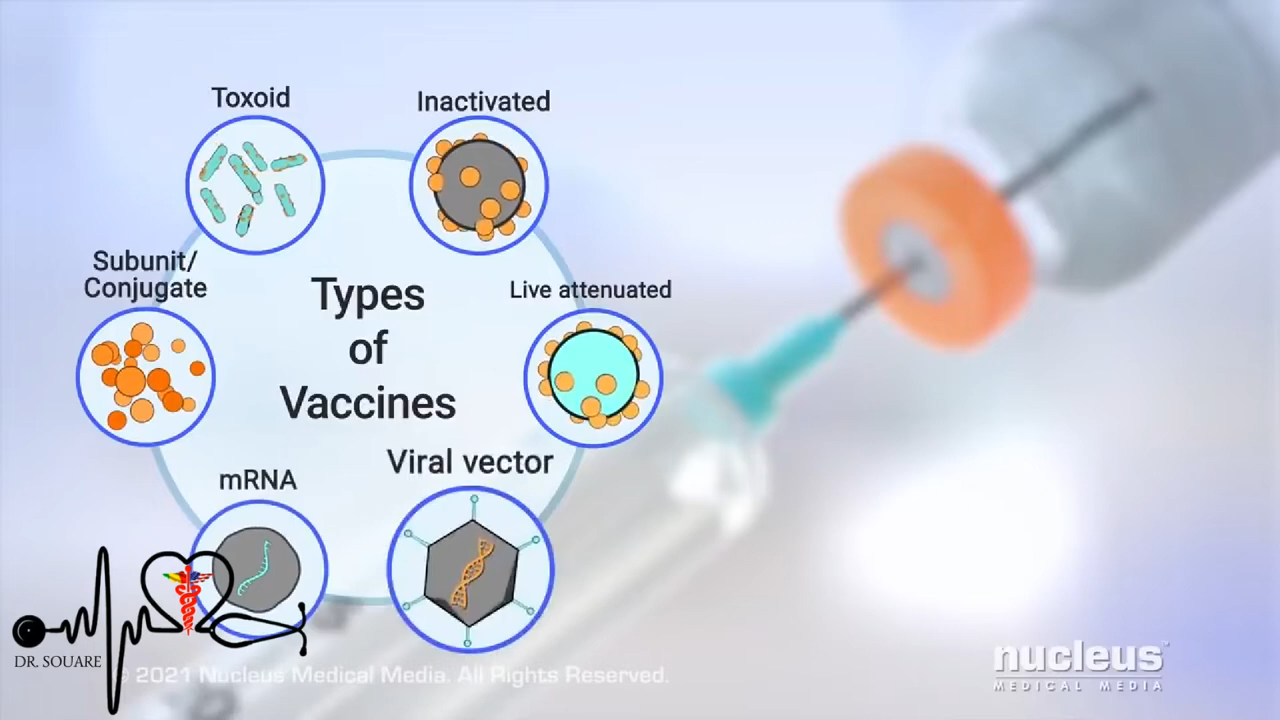 Toxoid
Inactivated
Subunit/
Conjugate
Live attenuated
Types
of
Vaccines
mRNA
Viral vector
DR. SOUARE
© 2021 Nucleus Medical Media. All Rights Reserved.
nucleus™
MEDICAL MEDIA